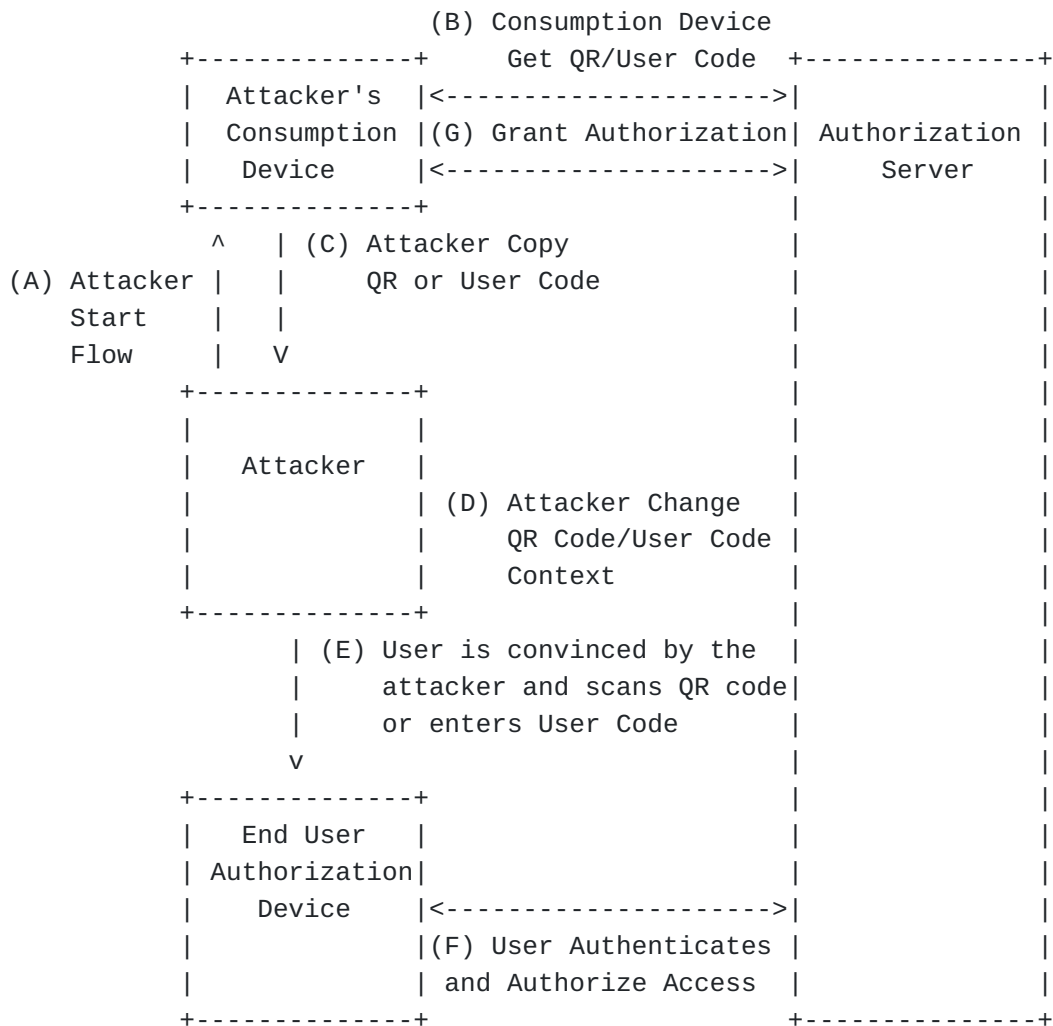 (B) Consumption Device
+--------------+     Get QR/User Code  +---------------+
|  Attacker's  |<--------------------->|               |
|  Consumption |(G) Grant Authorization| Authorization |
|   Device     |<--------------------->|     Server    |
+--------------+                       |               |
  ^   | (C) Attacker Copy              |               |
(A) Attacker |   |     QR or User Code            |               |
    Start    |   |                                |               |
    Flow     |   V                                |               |
+--------------+                       |               |
|              |                       |               |
|   Attacker   |                       |               |
|              | (D) Attacker Change   |               |
|              |     QR Code/User Code |               |
|              |     Context           |               |
+--------------+                       |               |
       | (E) User is convinced by the  |               |
       |     attacker and scans QR code|               |
       |     or enters User Code       |               |
       v                               |               |
+--------------+                       |               |
|   End User   |                       |               |
| Authorization|                       |               |
|    Device    |<--------------------->|               |
|              |(F) User Authenticates |               |
|              | and Authorize Access  |               |
+--------------+                       +---------------+